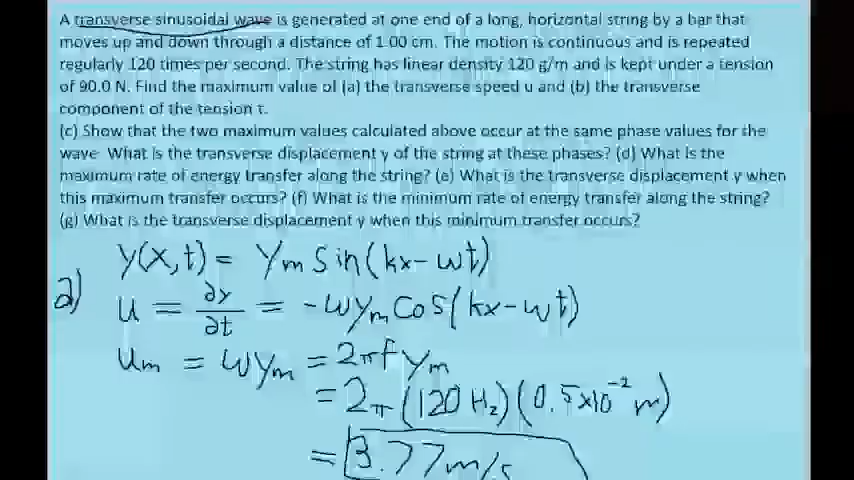 A transverse sinusoidal wave is generated at one end of a long, horizontal string by a bar that
moves up and down through a distance of 1.00 cm. The motion is continuous and is repeated
regularly 120 times per second. The string has linear density 120 g/m and is kept under a tension
of 90.0 N. Find the maximum value of (a) the transverse speed u and (b) the transverse
component of the tension τ.
(c) Show that the two maximum values calculated above occur at the same phase values for the
wave. What is the transverse displacement y of the string at these phases? (d) What is the
maximum rate of energy transfer along the string? (e) What is the transverse displacement y when
this maximum transfer occurs? (f) What is the minimum rate of energy transfer along the string?
(g) What is the transverse displacement y when this minimum transfer occurs?
y(x,t) = ym sin(kx-ωt)
a) u = ∂y/∂t = -ωym cos(kx-ωt)
um = ωym = 2πf ym
= 2π (120 Hz)(0.5×10⁻² m)
= 3.77 m/s